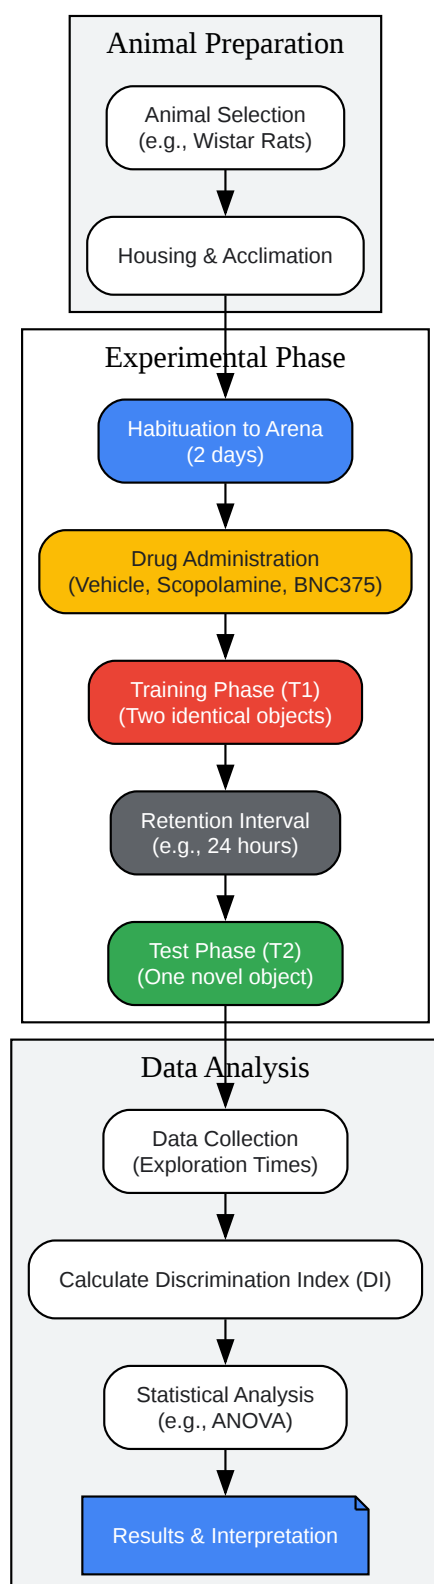 Animal Preparation
Animal Selection
(e.g., Wistar Rats)
Housing & Acclimation
Experimental Phase
Habituation to Arena
(2 days)
Drug Administration
(Vehicle, Scopolamine, BNC375)
Training Phase (T1)
(Two identical objects)
Retention Interval
(e.g., 24 hours)
Test Phase (T2)
(One novel object)
Data Analysis
Data Collection
(Exploration Times)
Calculate Discrimination Index (DI)
Statistical Analysis
(e.g., ANOVA)
Results & Interpretation